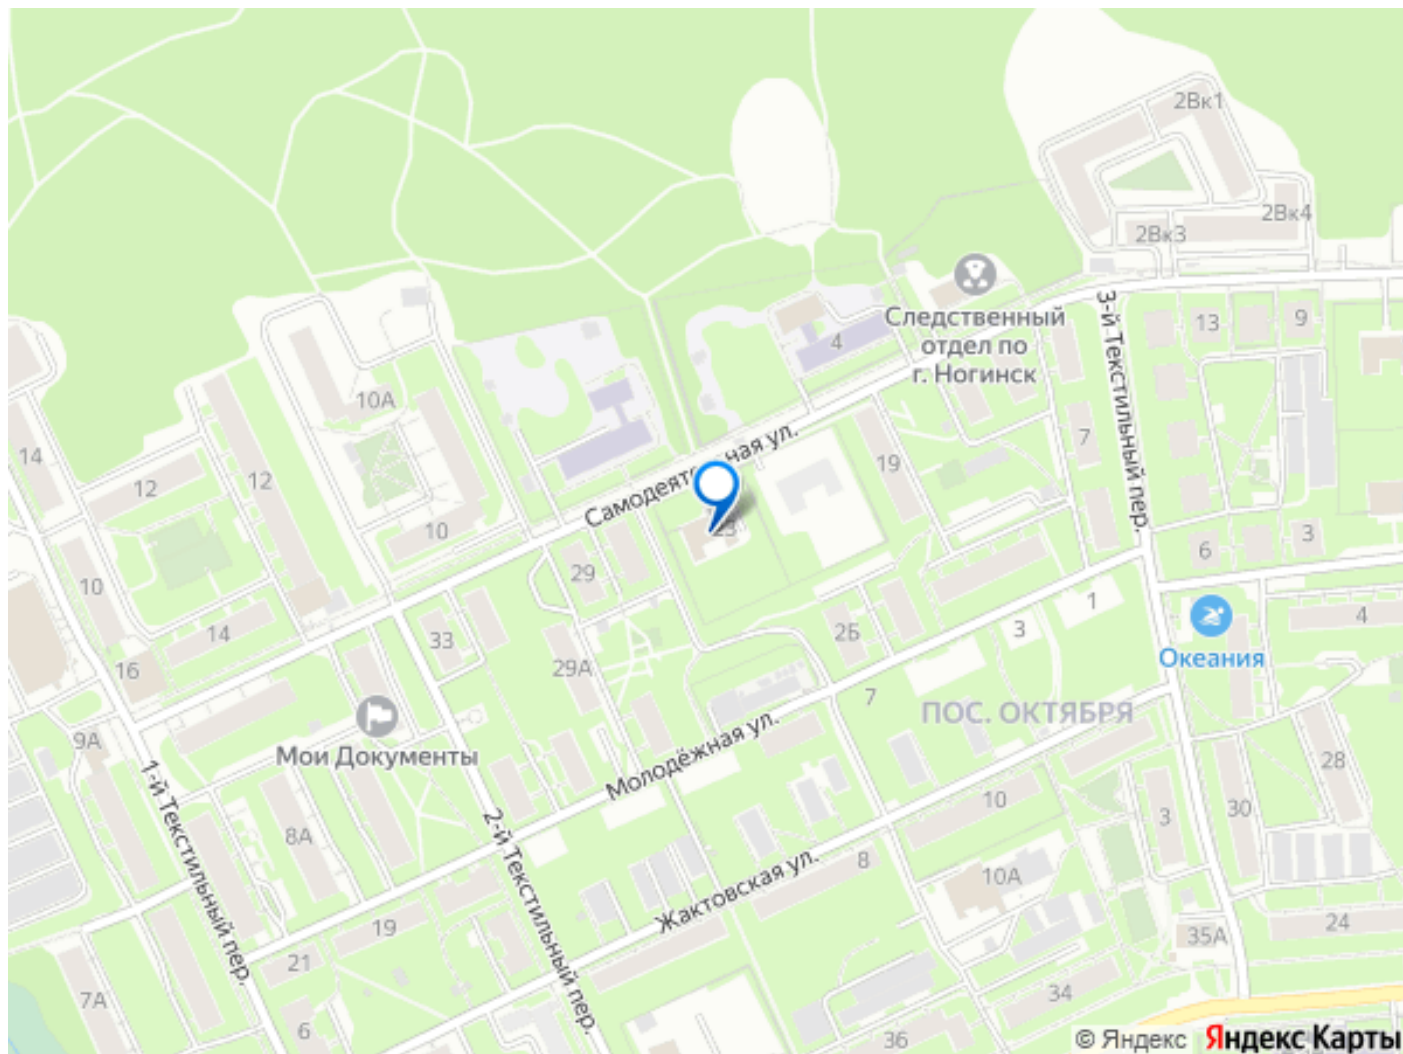 2Вк1
2Вк4
2Вк3
Следственный
отдел по
г. Ногинск
4
13
9
3-й Текстильный пер.
10А
14
12
12
10
10
Самодеятельная ул.
19
7
23
29
6
3
1
3
4
Океания
2Б
33
14
16
29А
7
ПОС. ОКТЯБРЯ
Мои Документы
9А
Молодёжная ул.
1-й Текстильный пер.
2-й Текстильный пер.
8А
28
10
3
30
8
10А
Жактовская ул.
19
21
24
35А
7А
6
34
36
© Яндекс Яндекс Карты